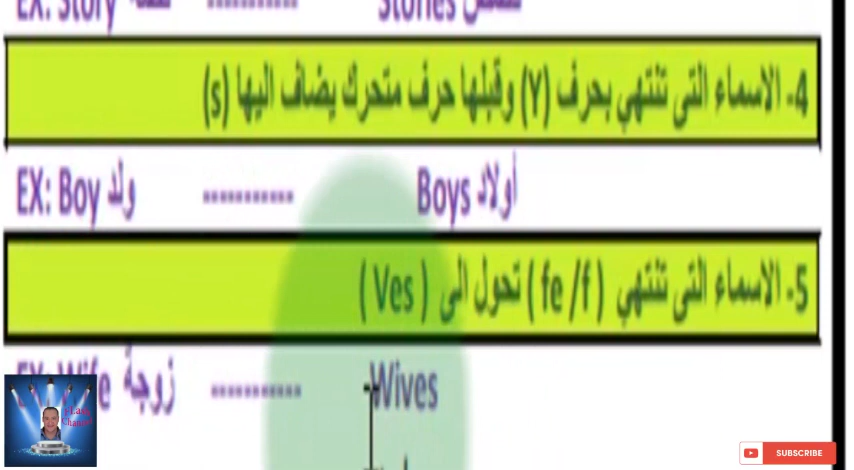 EX: Story قصة ----------- Stories قصص
4- الاسماء التى تنتهي بحرف (Y) وقبلها حرف متحرك يضاف اليها (s)
EX: Boy ولد ----------- Boys أولاد
5- الاسماء التى تنتهي ( fe /f ) تحول الى ( Ves )
EX: Wife زوجة ----------- Wives
SUBSCRIBE